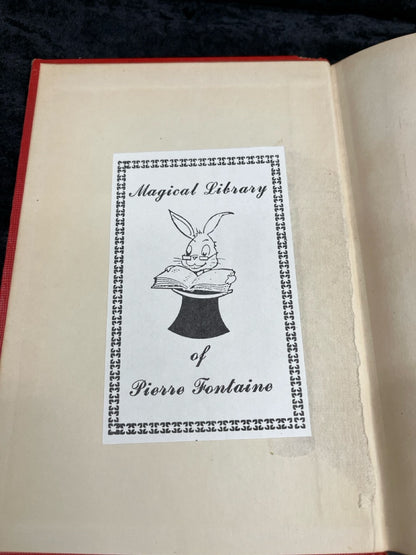 Magical Library
of
Pierre Fontaine